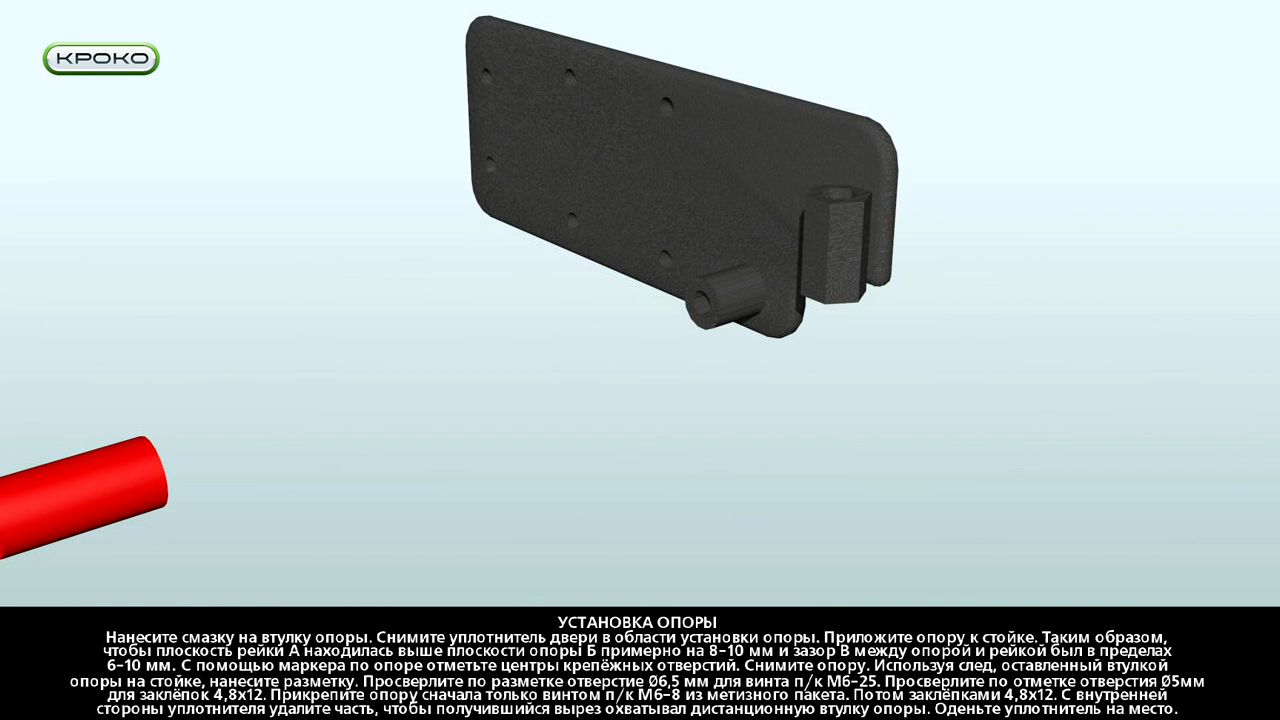 КРОКО
УСТАНОВКА ОПОРЫ
Нанесите смазку на втулку опоры. Снимите уплотнитель двери в области установки опоры. Приложите опору к стойке. Таким образом,
чтобы плоскость рейки А находилась выше плоскости опоры Б примерно на 8-10 мм и зазор В между опорой и рейкой был в пределах
6-10 мм. С помощью маркера по опоре отметьте центры крепёжных отверстий. Снимите опору. Используя след, оставленный втулкой
опоры на стойке, нанесите разметку. Просверлите по разметке отверстие Ø6,5 мм для винта п/к М6-25. Просверлите по отметке отверстия Ø5мм
для заклёпок 4,8х12. Прикрепите опору сначала только винтом п/к М6-8 из метизного пакета. Потом заклёпками 4,8х12. С внутренней
стороны уплотнителя удалите часть, чтобы получившийся вырез охватывал дистанционную втулку опоры. Оденьте уплотнитель на место.